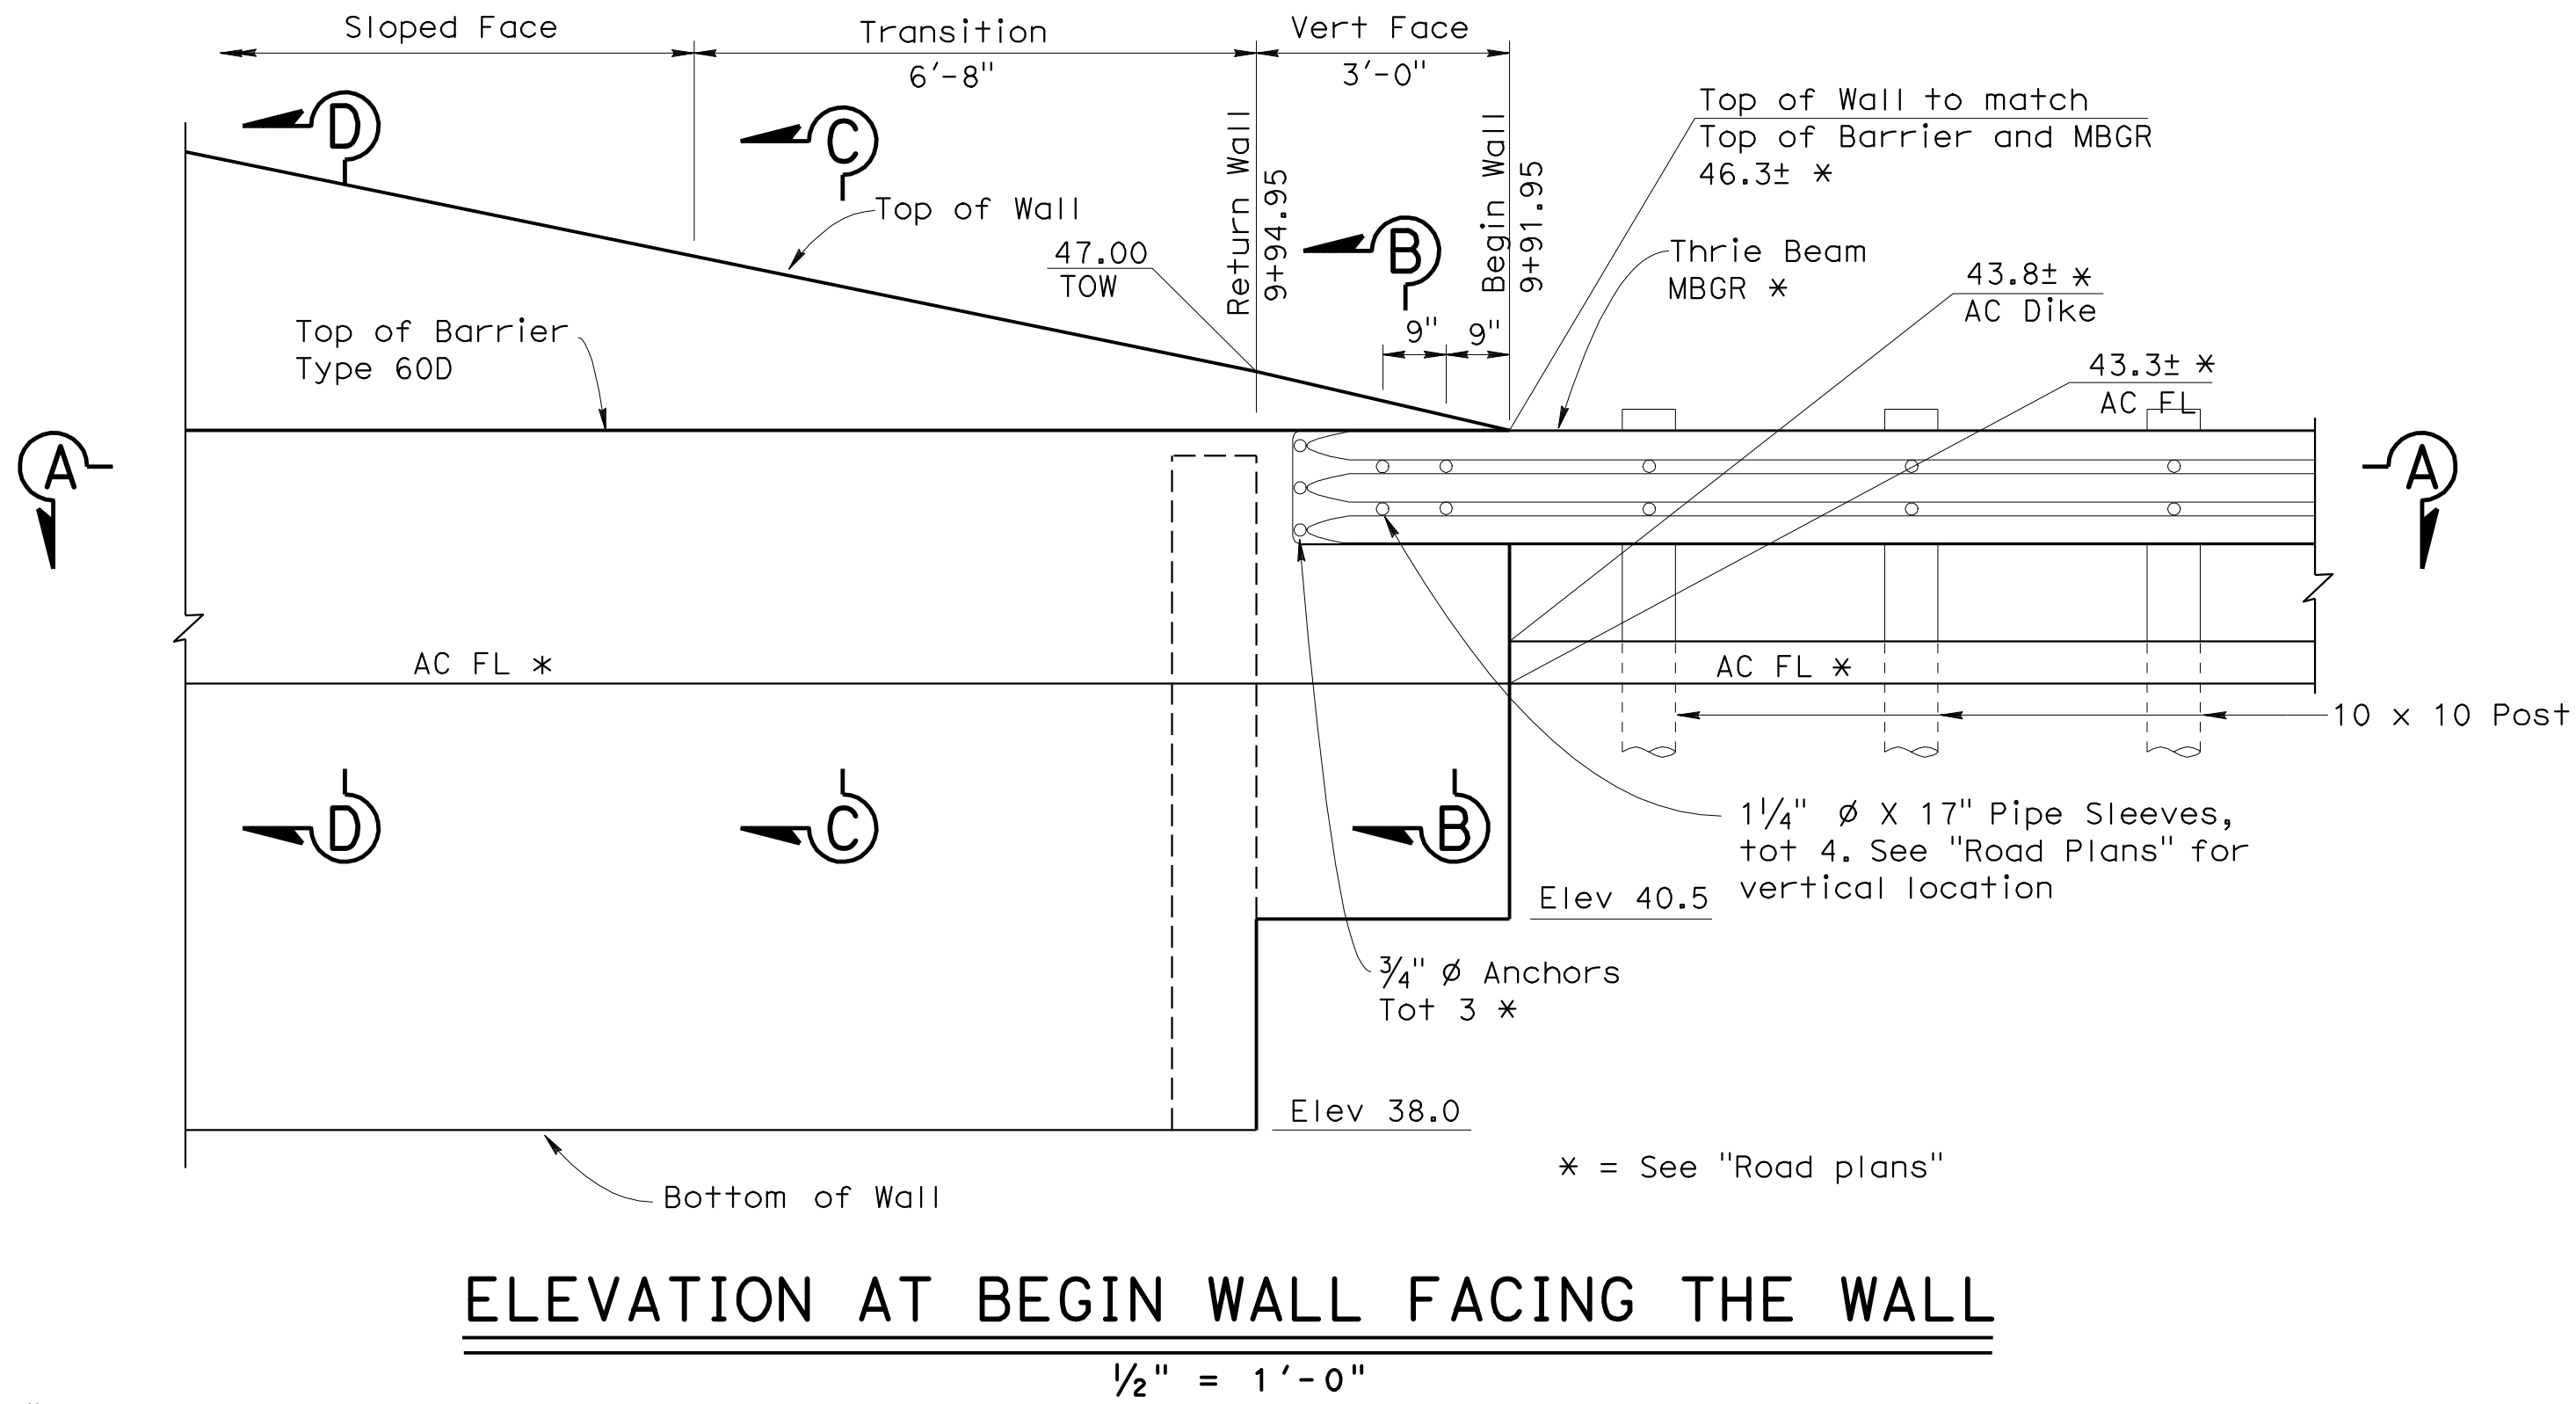 Sloped Face
Transition
6'-8"
Vert Face
3'-0"
D
C
B
Return Wall
9+94.95
Begin Wall
9+91.95
Top of Wall to match
Top of Barrier and MBGR
46.3± *
Top of Wall
47.00
TOW
Thrie Beam
MBGR *
43.8± *
AC Dike
9"
9"
Top of Barrier
Type 60D
43.3± *
AC FL
A
A
AC FL *
AC FL *
10 x 10 Post
D
C
B
1¼" Ø X 17" Pipe Sleeves,
tot 4. See "Road Plans" for
vertical location
Elev 40.5
¾" Ø Anchors
Tot 3 *
Elev 38.0
* = See "Road plans"
Bottom of Wall
ELEVATION AT BEGIN WALL FACING THE WALL
½" = 1'-0"